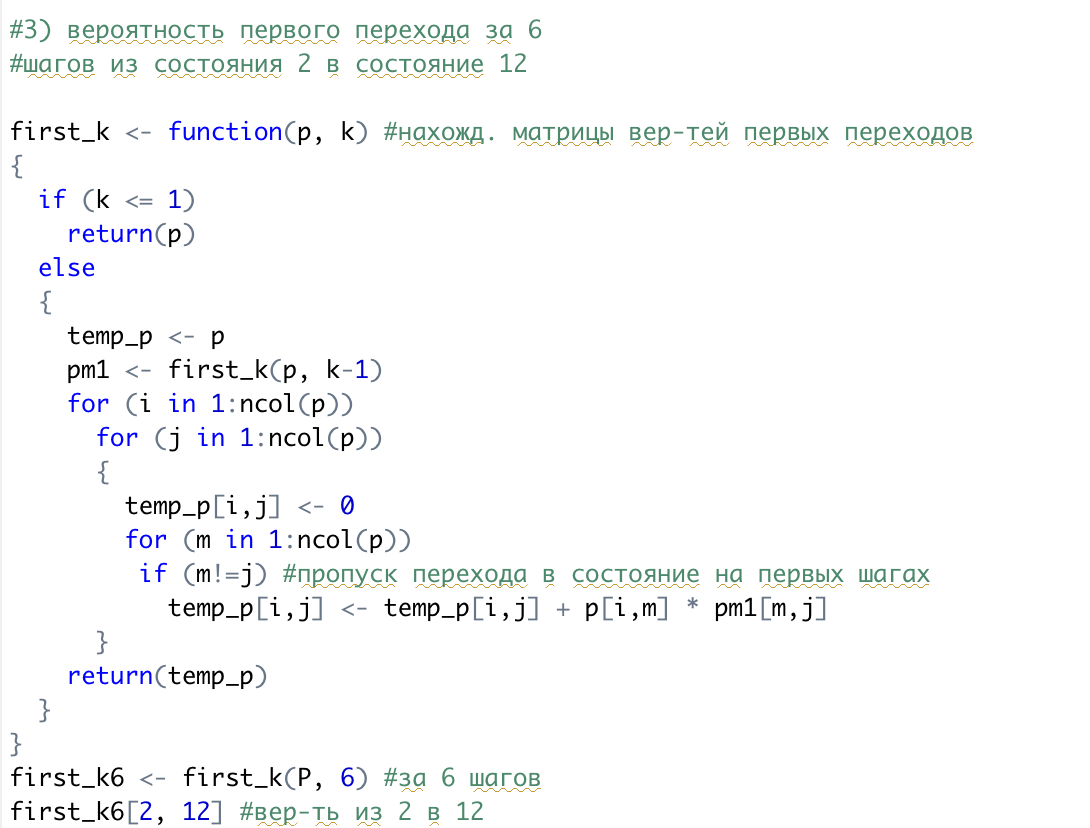 #3) вероятность первого перехода за 6
#шагов из состояния 2 в состояние 12
first_k <- function(p, k) #нахожд. матрицы вер-тей первых переходов
{
  if (k <= 1)
    return(p)
  else
  {
    temp_p <- p
    pm1 <- first_k(p, k-1)
    for (i in 1:ncol(p))
      for (j in 1:ncol(p))
      {
        temp_p[i,j] <- 0
        for (m in 1:ncol(p))
         if (m!=j) #пропуск перехода в состояние на первых шагах
           temp_p[i,j] <- temp_p[i,j] + p[i,m] * pm1[m,j]
      }
    return(temp_p)
  }
}
first_k6 <- first_k(P, 6) #за 6 шагов
first_k6[2, 12] #вер-ть из 2 в 12